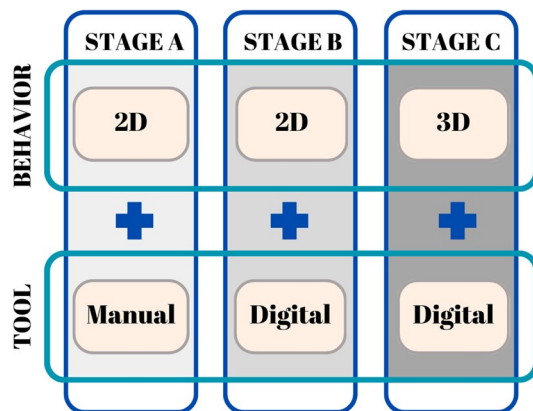 STAGE A
STAGE B
STAGE C
BEHAVIOR
2D
2D
3D
TOOL
Manual
Digital
Digital